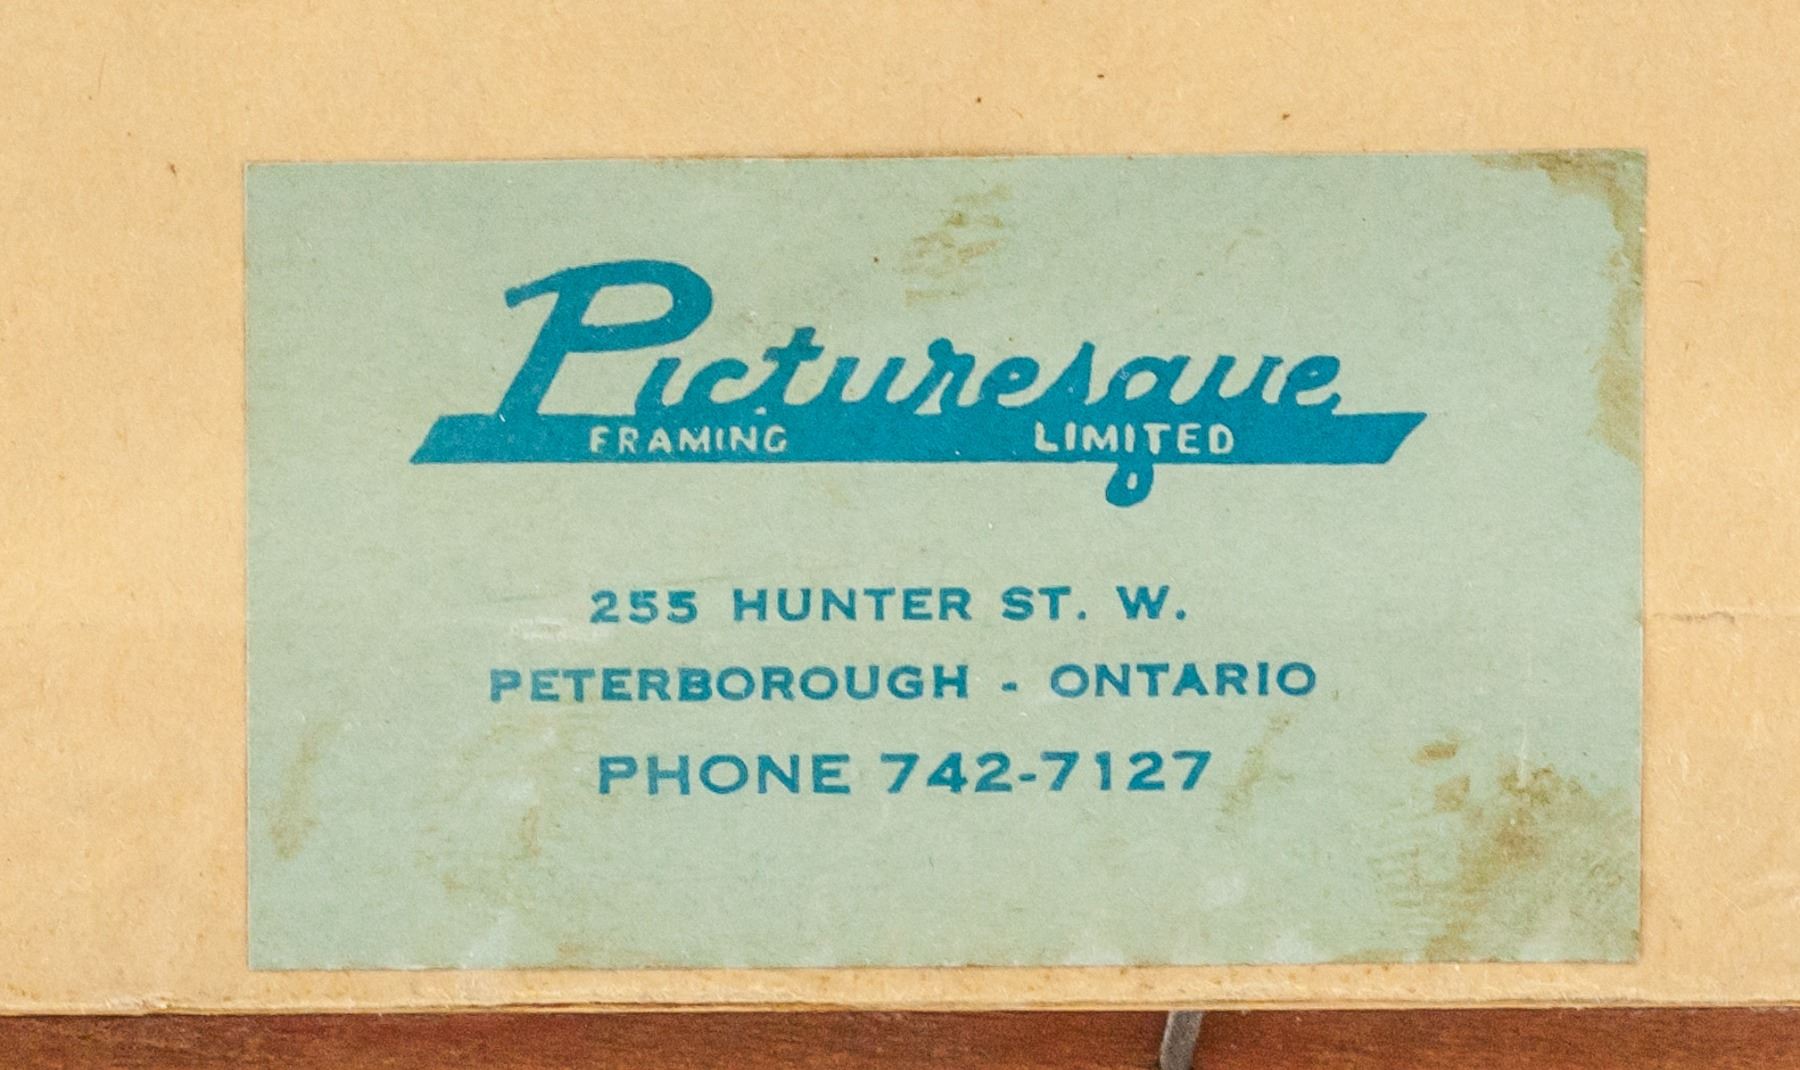 Picturesque
FRAMING LIMITED
255 HUNTER ST. W.
PETERBOROUGH - ONTARIO
PHONE 742-7127